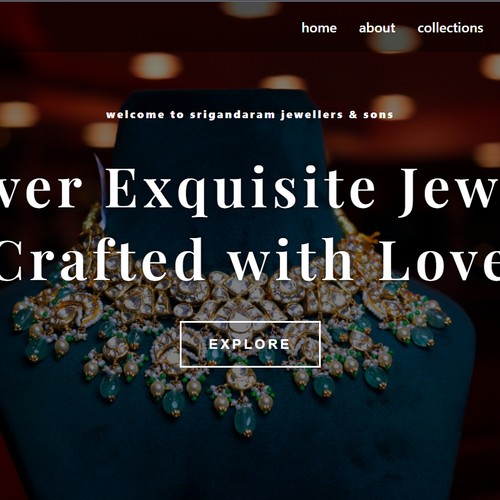 home about collections
welcome to srigandaram jewellers & sons
ver Exquisite Jew
Crafted with Love
EXPLORE